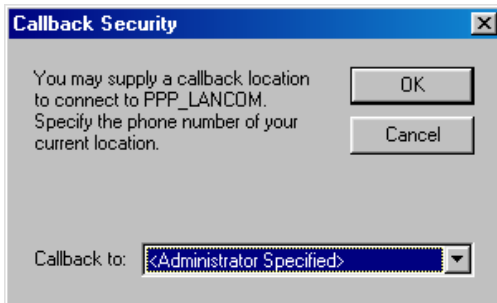 Callback Security
You may supply a callback location
to connect to PPP_LANCOM.
Specify the phone number of your
current location.
OK
Cancel
Callback to: <Administrator Specified>